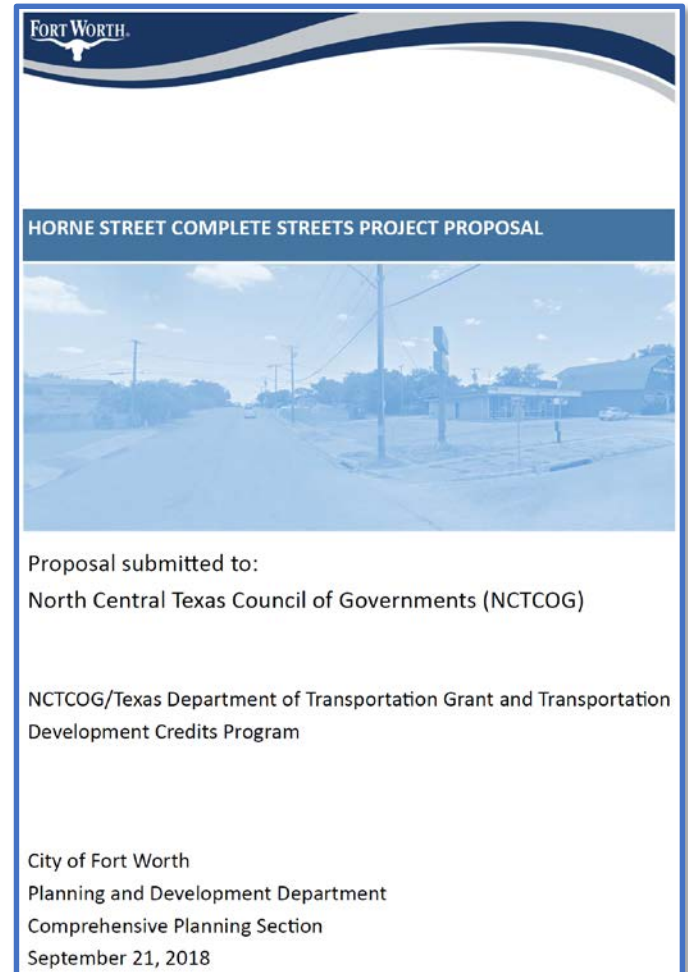 FORT WORTH®
HORNE STREET COMPLETE STREETS PROJECT PROPOSAL
Proposal submitted to:
North Central Texas Council of Governments (NCTCOG)
NCTCOG/Texas Department of Transportation Grant and Transportation
Development Credits Program
City of Fort Worth
Planning and Development Department
Comprehensive Planning Section
September 21, 2018